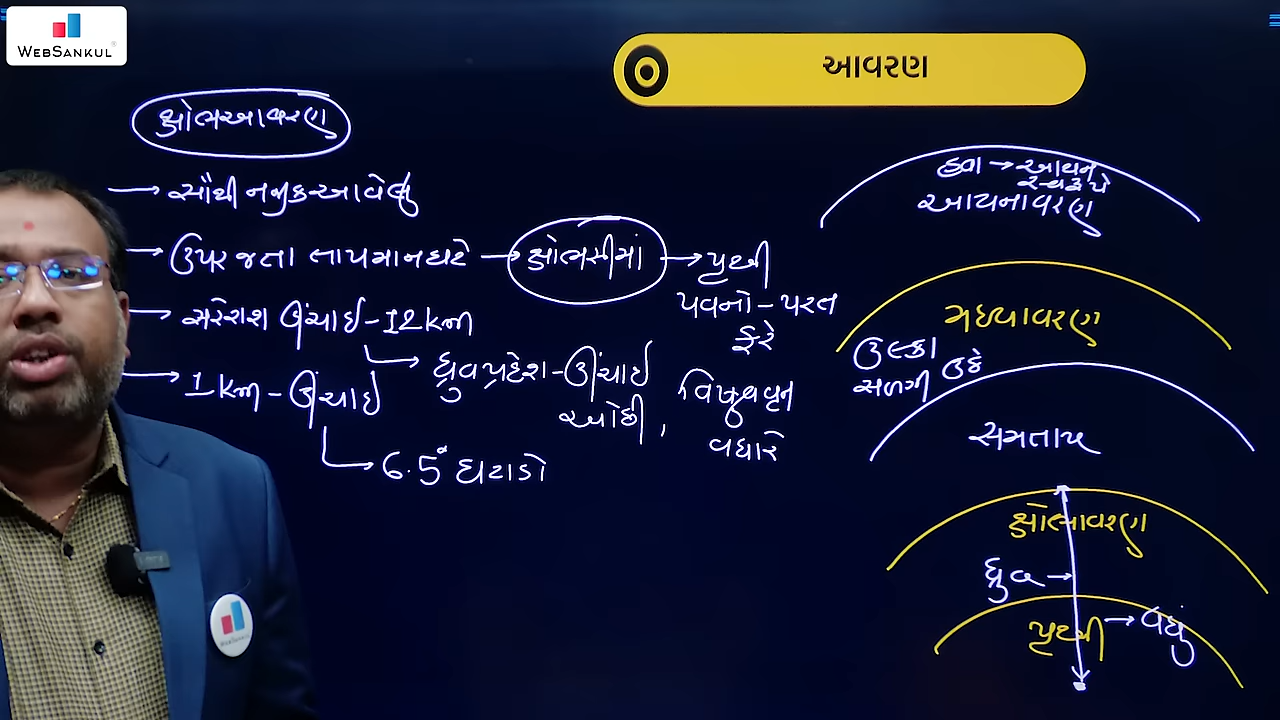 WEBSANKUL
આવરણ
ક્ષોભઆવરણ
→ સૌથી નજીક આવેલું
→ ઉપર જતા તાપમાન ઘટે → ક્ષોભસીમાં → પૃથ્વી
પવનો - પરત
ફરે
→ સરેરાશ ઊંચાઈ - 12 km
→ ધ્રુવપ્રદેશ - ઊંચાઈ
ઓછી, વિષુવવૃત
વધારે
→ 1 km - ઊંચાઈ
→ 6.5° ઘટાડો
હવા → આયન
સ્વરૂપે
આયનાવરણ
મધ્યાવરણ
ઉલ્કા
સળગી ઉઠે
સમતાપ
ક્ષોભાવરણ
ધ્રુવ →
પૃથ્વી → વધુ
WEBSANKUL